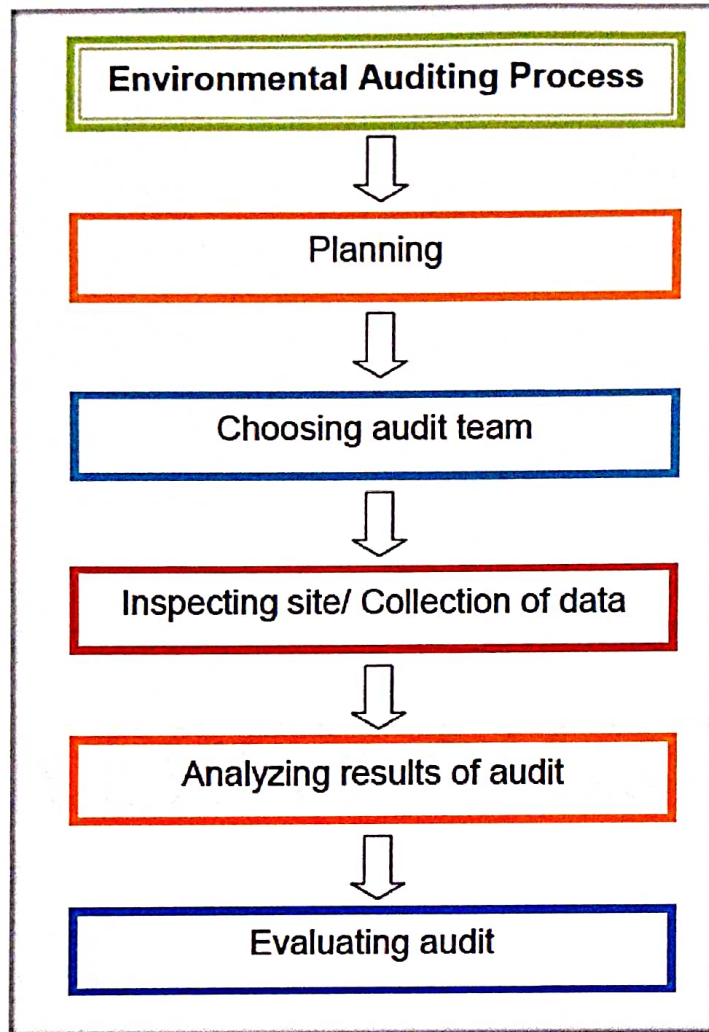 Environmental Auditing Process
Planning
Choosing audit team
Inspecting site/ Collection of data
Analyzing results of audit
Evaluating audit